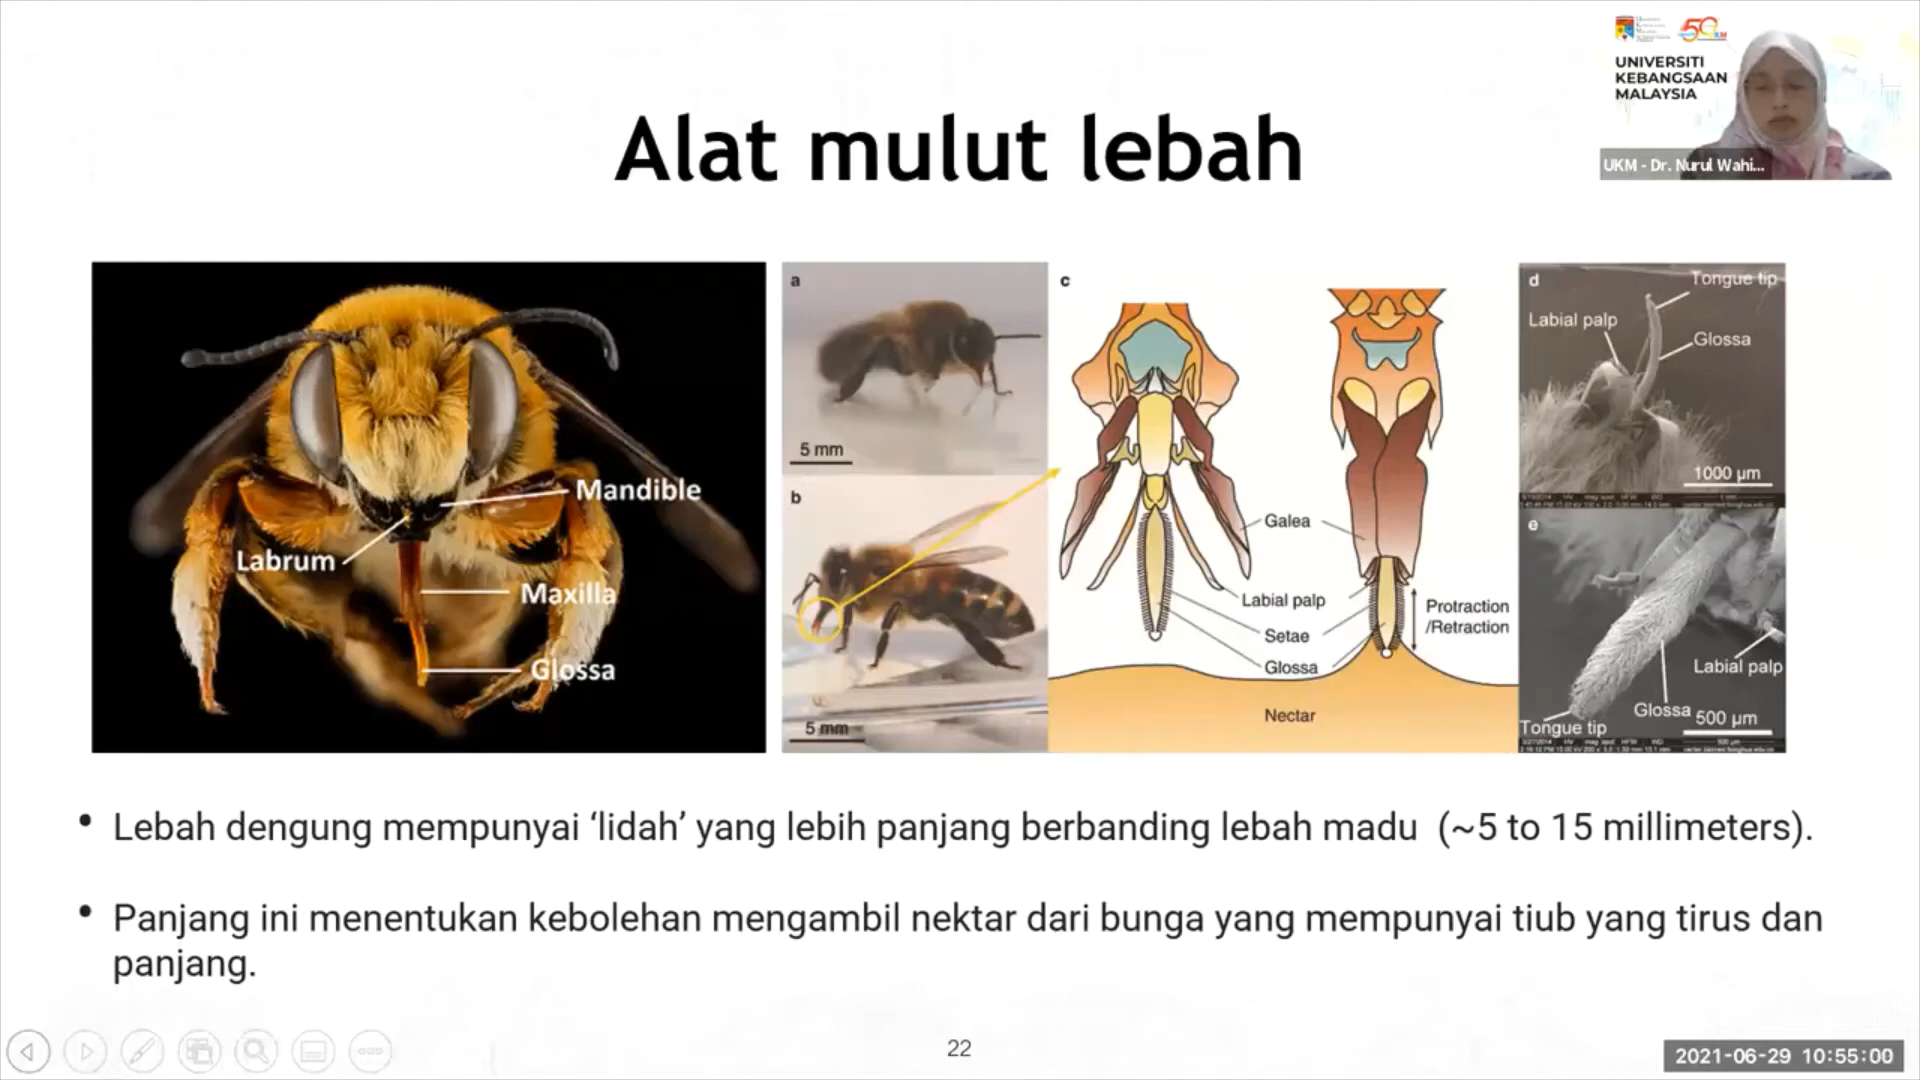 UNIVERSITI
KEBANGSAAN
MALAYSIA
UKM - Dr. Nurul Wahi...
Alat mulut lebah
Mandible
Labrum
Maxilla
Glossa
a
5 mm
b
5 mm
c
Galea
Labial palp
Setae
Glossa
Protraction
/Retraction
Nectar
d
Tongue tip
Labial palp
Glossa
1000 µm
e
Labial palp
Glossa
500 µm
Tongue tip
• Lebah dengung mempunyai ‘lidah’ yang lebih panjang berbanding lebah madu (~5 to 15 millimeters).
• Panjang ini menentukan kebolehan mengambil nektar dari bunga yang mempunyai tiub yang tirus dan
panjang.
22
2021-06-29 10:55:00